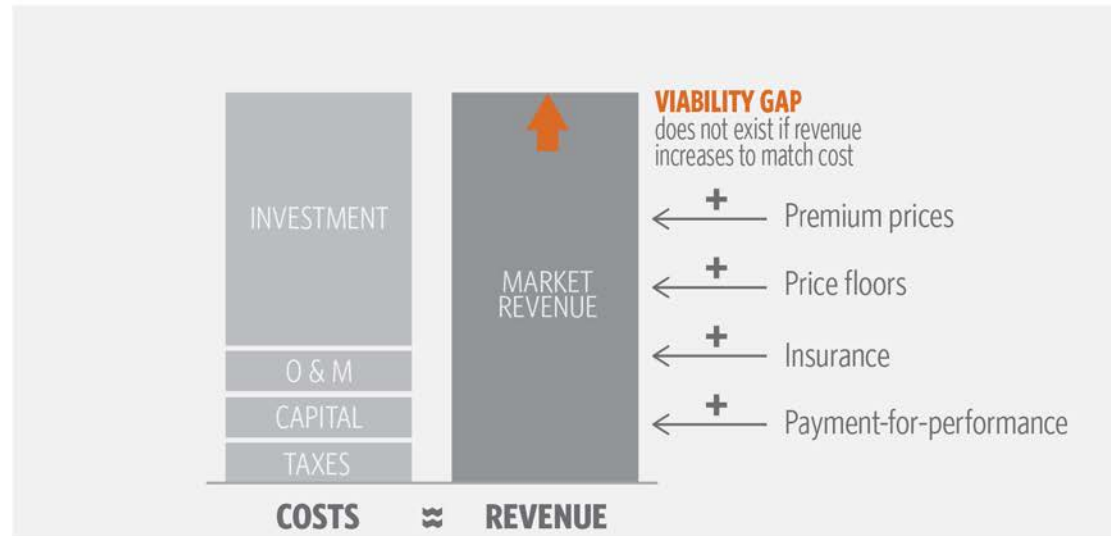 VIABILITY GAP
does not exist if revenue
increases to match cost
INVESTMENT
O & M
CAPITAL
TAXES
MARKET
REVENUE
+
Premium prices
+
Price floors
+
Insurance
+
Payment-for-performance
COSTS ≈ REVENUE